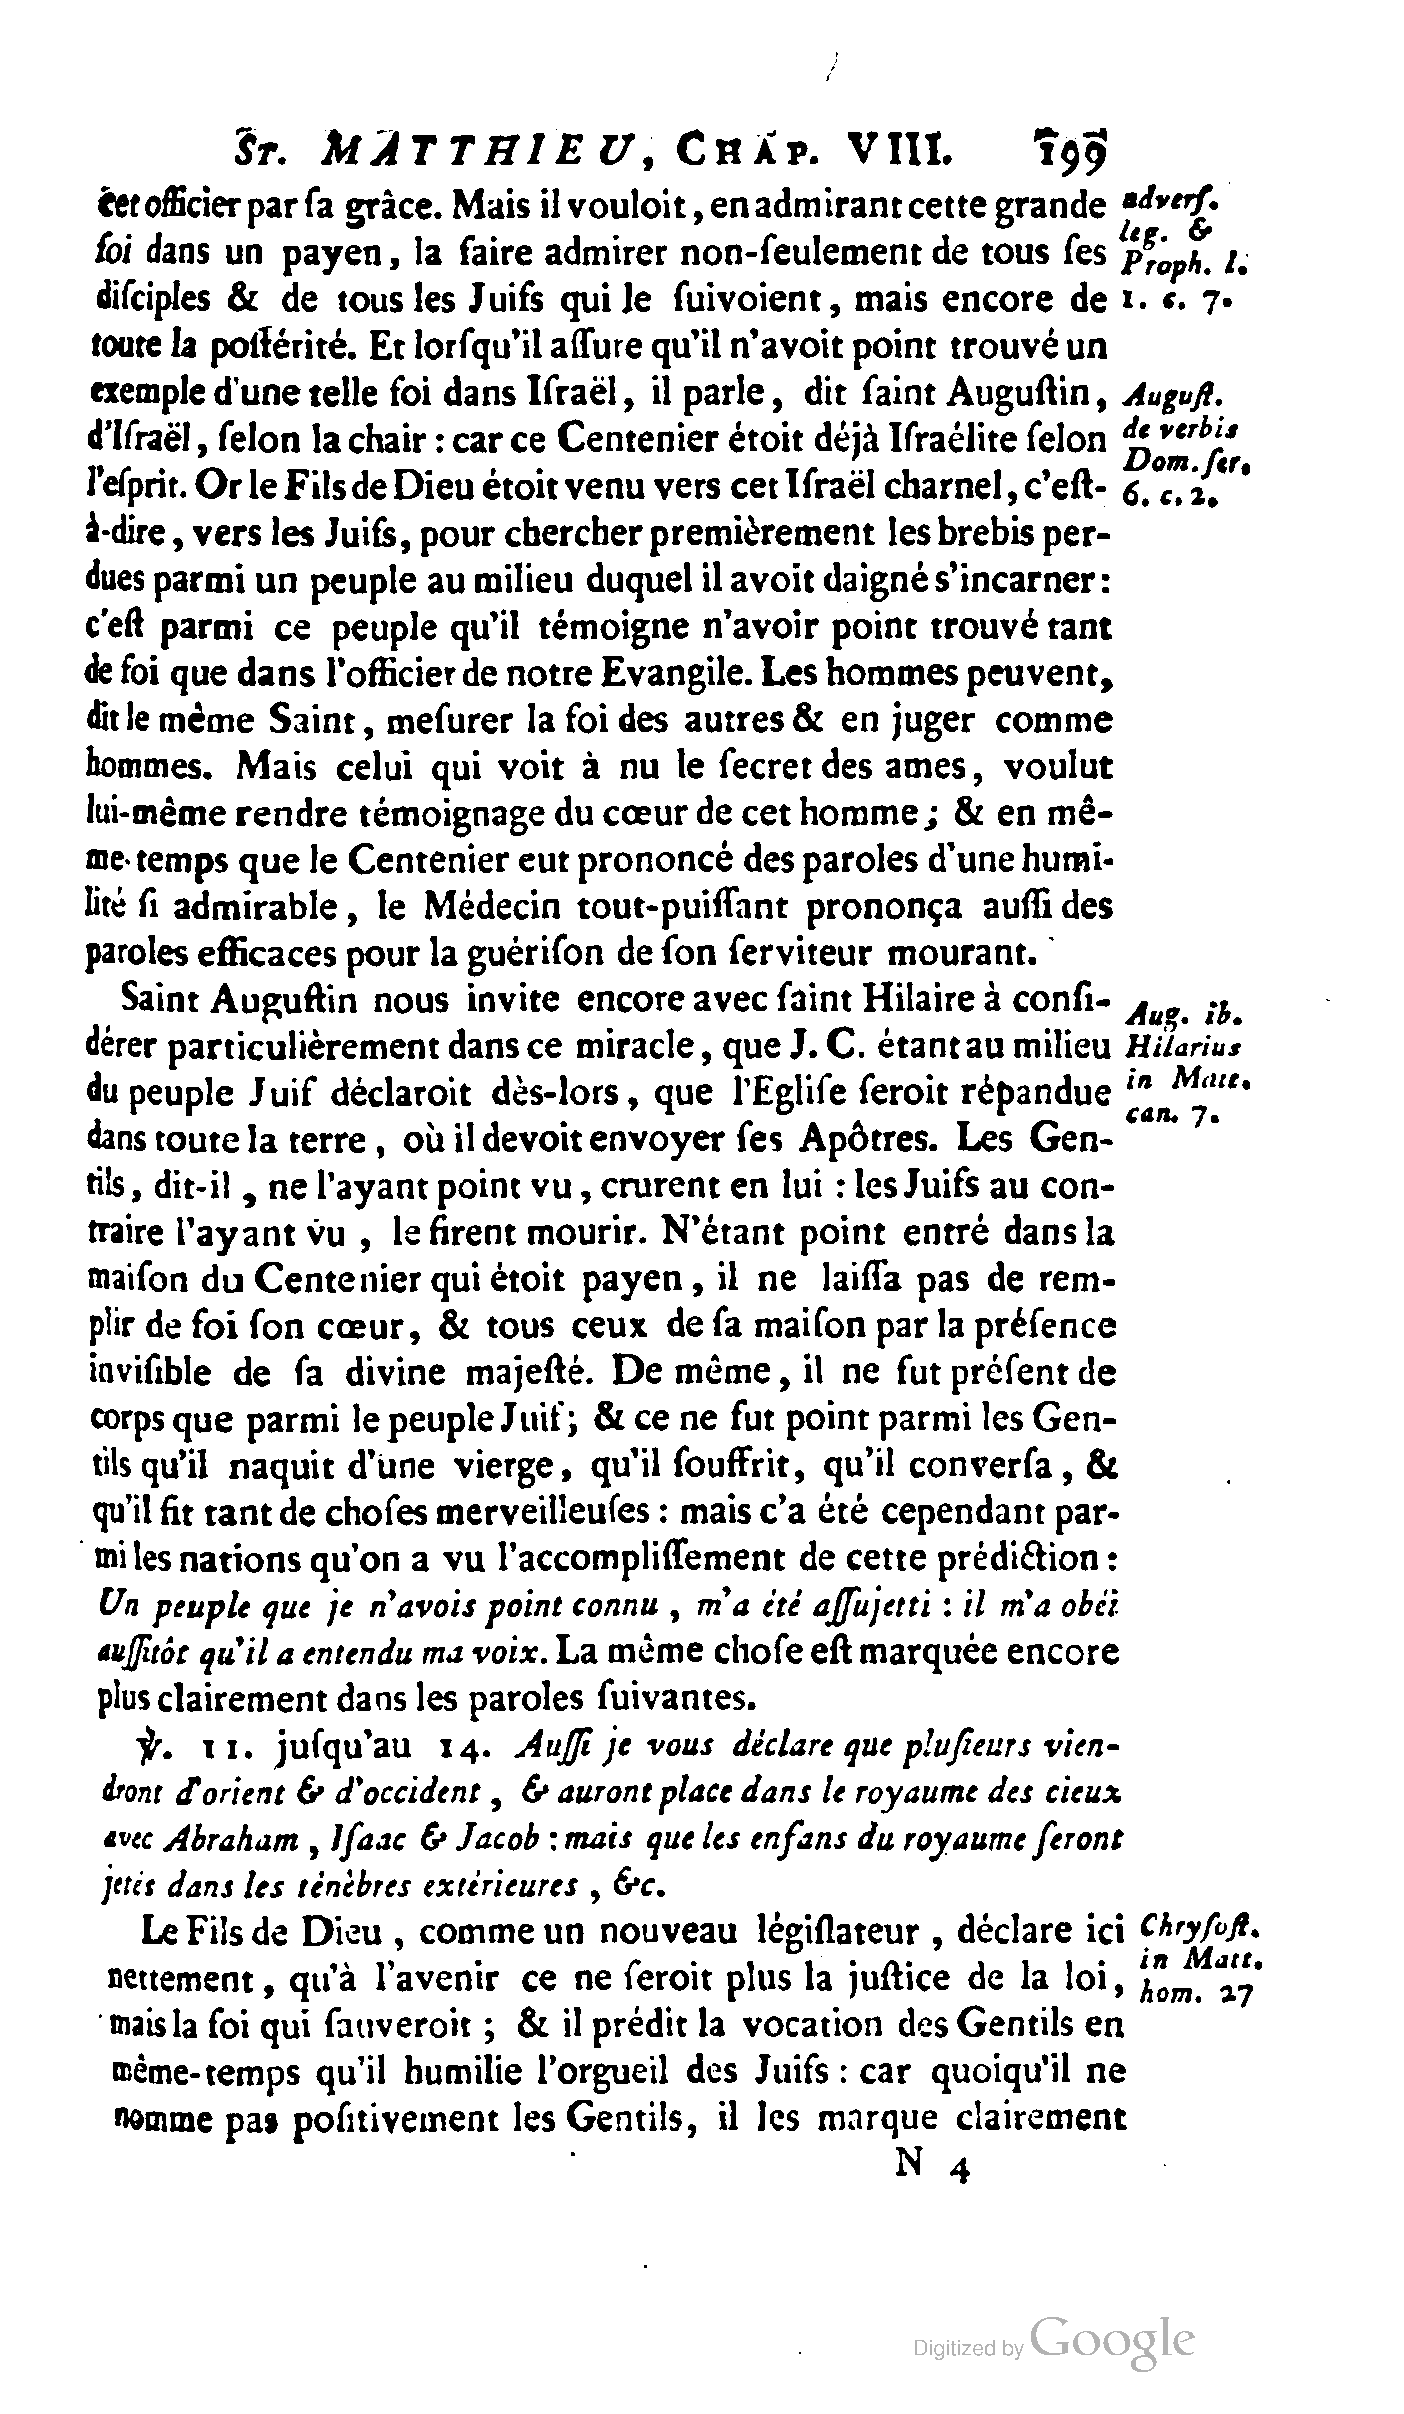 St. MATTHIEU, CHAP. VIII. 199
cet officier par ſa grâce. Mais il vouloit, en admirant cette grande
foi dans un payen, la faire admirer non-ſeulement de tous ſes
diſciples & de tous les Juifs qui le ſuivoient, mais encore de
toute la poſtérité. Et lorſqu'il aſſure qu'il n'avoit point trouvé un
exemple d'une telle foi dans Iſraël, il parle, dit ſaint Auguſtin,
d'Iſraël, ſelon la chair : car ce Centenier étoit déjà Iſraélite ſelon
l'eſprit. Or le Fils de Dieu étoit venu vers cet Iſraël charnel, c'eſt-
à-dire, vers les Juifs, pour chercher premièrement les brebis per-
dues parmi un peuple au milieu duquel il avoit daigné s'incarner:
c'eſt parmi ce peuple qu'il témoigne n'avoir point trouvé tant
de foi que dans l'officier de notre Evangile. Les hommes peuvent,
dit le même Saint, meſurer la foi des autres & en juger comme
hommes. Mais celui qui voit à nu le ſecret des ames, voulut
lui-même rendre témoignage du cœur de cet homme; & en mê-
me-temps que le Centenier eut prononcé des paroles d'une humi-
lité ſi admirable, le Médecin tout-puiſſant prononça auſſi des
paroles efficaces pour la guériſon de ſon ſerviteur mourant.
Saint Auguſtin nous invite encore avec ſaint Hilaire à conſi-
dérer particulièrement dans ce miracle, que J. C. étant au milieu
du peuple Juif déclaroit dès-lors, que l'Egliſe ſeroit répandue
dans toute la terre, où il devoit envoyer ſes Apôtres. Les Gen-
tils, dit-il, ne l'ayant point vu, crurent en lui : les Juifs au con-
traire l'ayant vu, le firent mourir. N'étant point entré dans la
maiſon du Centenier qui étoit payen, il ne laiſſa pas de rem-
plir de foi ſon cœur, & tous ceux de ſa maiſon par la préſence
inviſible de ſa divine majeſté. De même, il ne fut préſent de
corps que parmi le peuple Juif; & ce ne fut point parmi les Gen-
tils qu'il naquit d'une vierge, qu'il ſouffrit, qu'il converſa, &
qu'il fit tant de choſes merveilleuſes : mais c'a été cependant par-
mi les nations qu'on a vu l'accompliſſement de cette prédiction :
Un peuple que je n'avois point connu, m'a été aſſujetti : il m'a obéi
auſſitôt qu'il a entendu ma voix. La même choſe eſt marquée encore
plus clairement dans les paroles ſuivantes.
℣. 11. juſqu'au 14. Auſſi je vous déclare que pluſieurs vien-
dront d'orient & d'occident, & auront place dans le royaume des cieux
avec Abraham, Iſaac & Jacob : mais que les enfans du royaume ſeront
jetés dans les ténèbres extérieures, &c.
Le Fils de Dieu, comme un nouveau légiſlateur, déclare ici
nettement, qu'à l'avenir ce ne ſeroit plus la juſtice de la loi,
mais la foi qui ſauveroit ; & il prédit la vocation des Gentils en
même-temps qu'il humilie l'orgueil des Juifs : car quoiqu'il ne
nomme pas poſitivement les Gentils, il les marque clairement
N 4
adverſ.
leg. &
Proph. l.
1. c. 7.
Auguſt.
de verbis
Dom. ſer.
6. c. 2.
Aug. ib.
Hilarius
in Matt.
can. 7.
Chryſoſt.
in Matt.
hom. 27
Digitized by Google